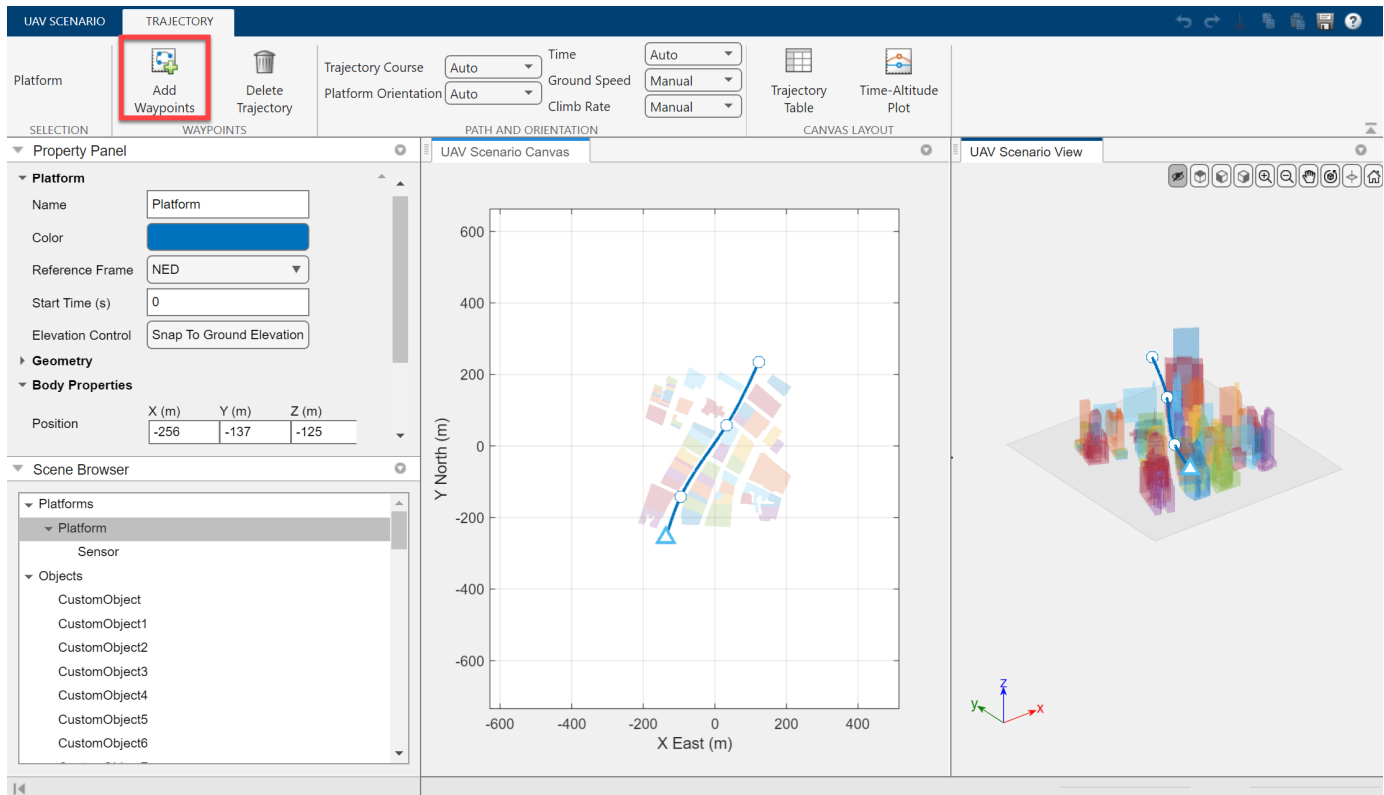 UAV SCENARIO TRAJECTORY
Platform
Add Waypoints
Delete Trajectory
Trajectory Course Auto
Platform Orientation Auto
Time Auto
Ground Speed Manual
Climb Rate Manual
Trajectory Table
Time-Altitude Plot
SELECTION WAYPOINTS PATH AND ORIENTATION CANVAS LAYOUT
Property Panel
Platform
Name Platform
Color
Reference Frame NED
Start Time (s) 0
Elevation Control Snap To Ground Elevation
Geometry
Body Properties
X (m) Y (m) Z (m)
Position -256 -137 -125
Scene Browser
Platforms
Platform
Sensor
Objects
CustomObject
CustomObject1
CustomObject2
CustomObject3
CustomObject4
CustomObject5
CustomObject6
UAV Scenario Canvas
600
400
200
0
-200
-400
-600
Y North (m)
-600 -400 -200 0 200 400
X East (m)
UAV Scenario View
Z
y x